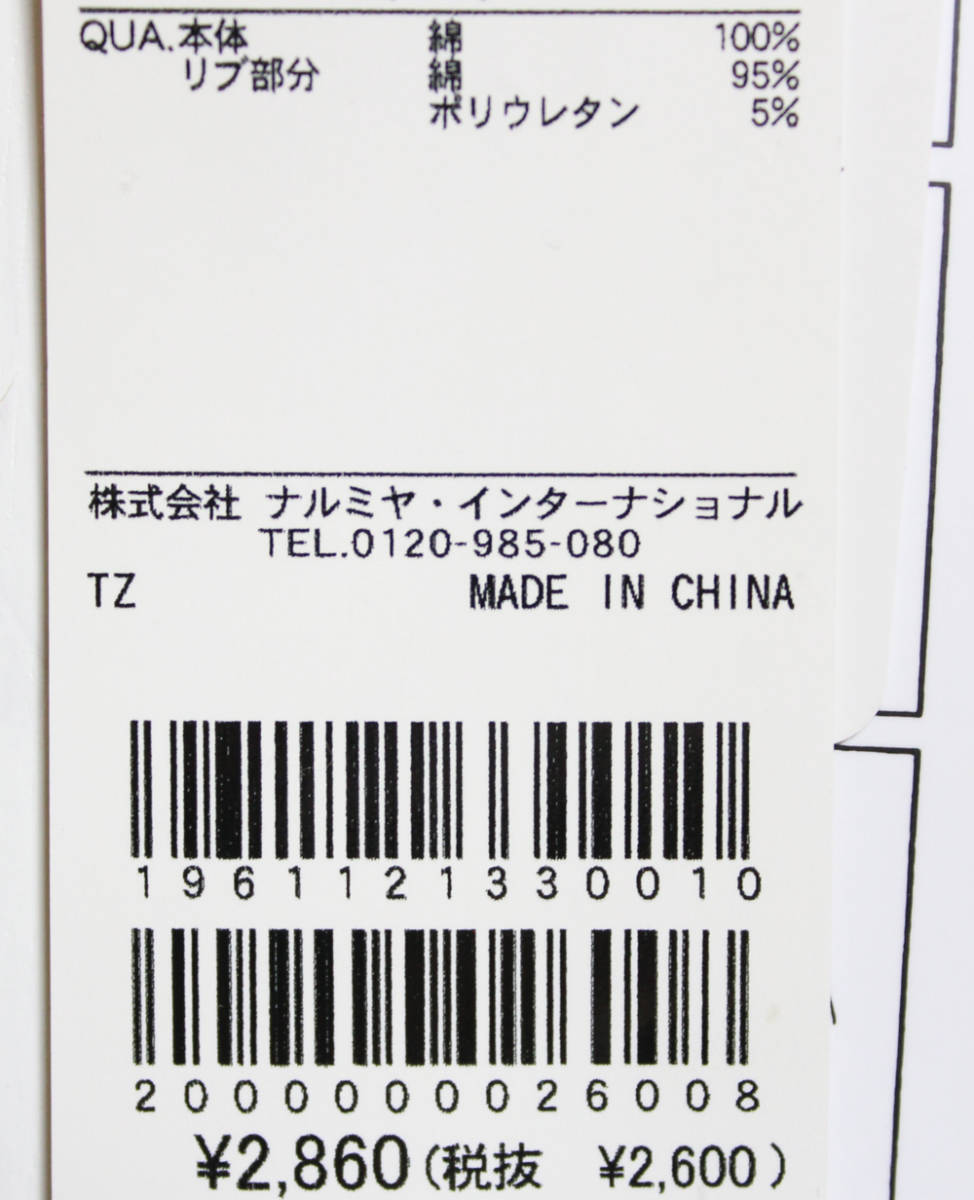 QUA.本体 綿 100%
リブ部分 綿 95%
ポリウレタン 5%
株式会社 ナルミヤ・インターナショナル
TEL.0120-985-080
TZ MADE IN CHINA
1961121330010
2000000026008
¥2,860(税抜 ¥2,600)